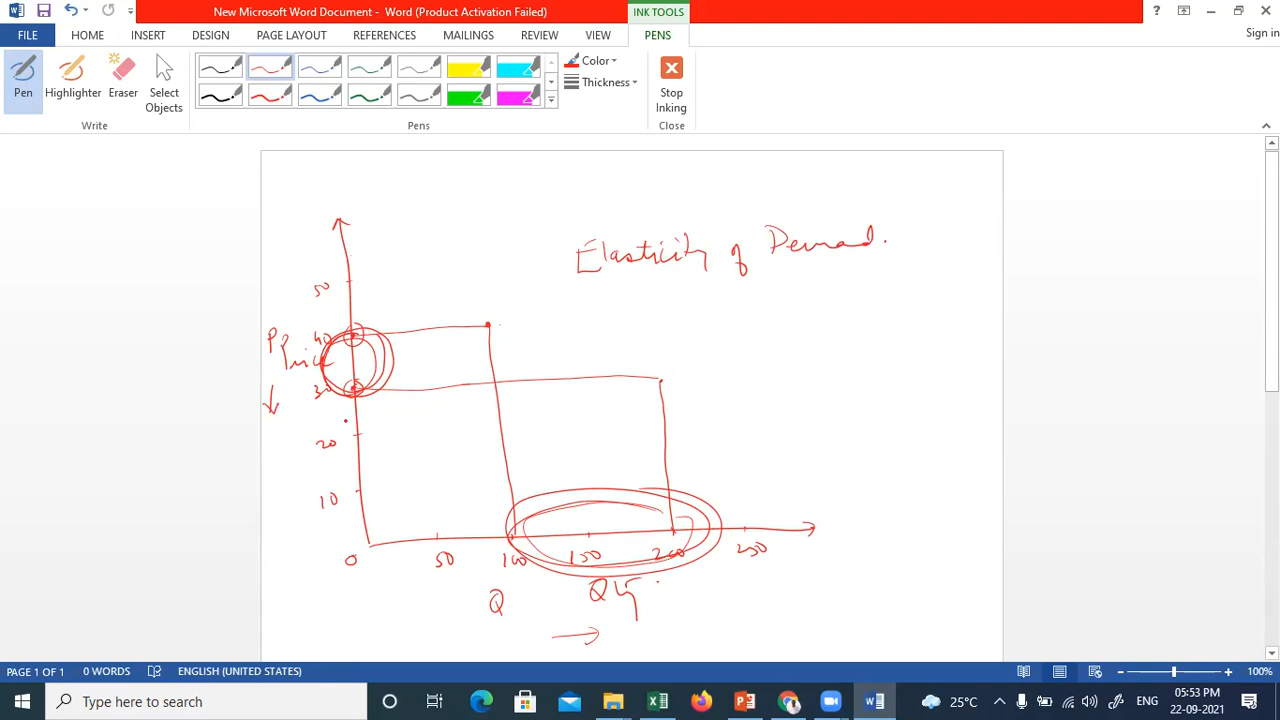 New Microsoft Word Document - Word (Product Activation Failed)
INK TOOLS
Sign in
FILE HOME INSERT DESIGN PAGE LAYOUT REFERENCES MAILINGS REVIEW VIEW PENS
Pen
Highlighter
Eraser
Select Objects
Color
Thickness
Stop Inking
Write
Pens
Close
Elasticity of Demad.
50
P 40
Price
30
20
10
0 50 100 150 200 250
Q Qty
PAGE 1 OF 1 0 WORDS ENGLISH (UNITED STATES) 100%
Type here to search
25°C ENG
05:53 PM
22-09-2021